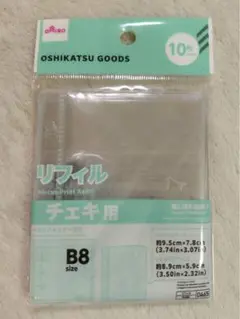 DAISO
10枚
OSHIKATSU GOODS
リフィル
チェキ用
B8
size
約9.5cm×7.8cm
(3.74in×3.07in)
約8.9cm×5.9cm
(3.50in×2.32in)